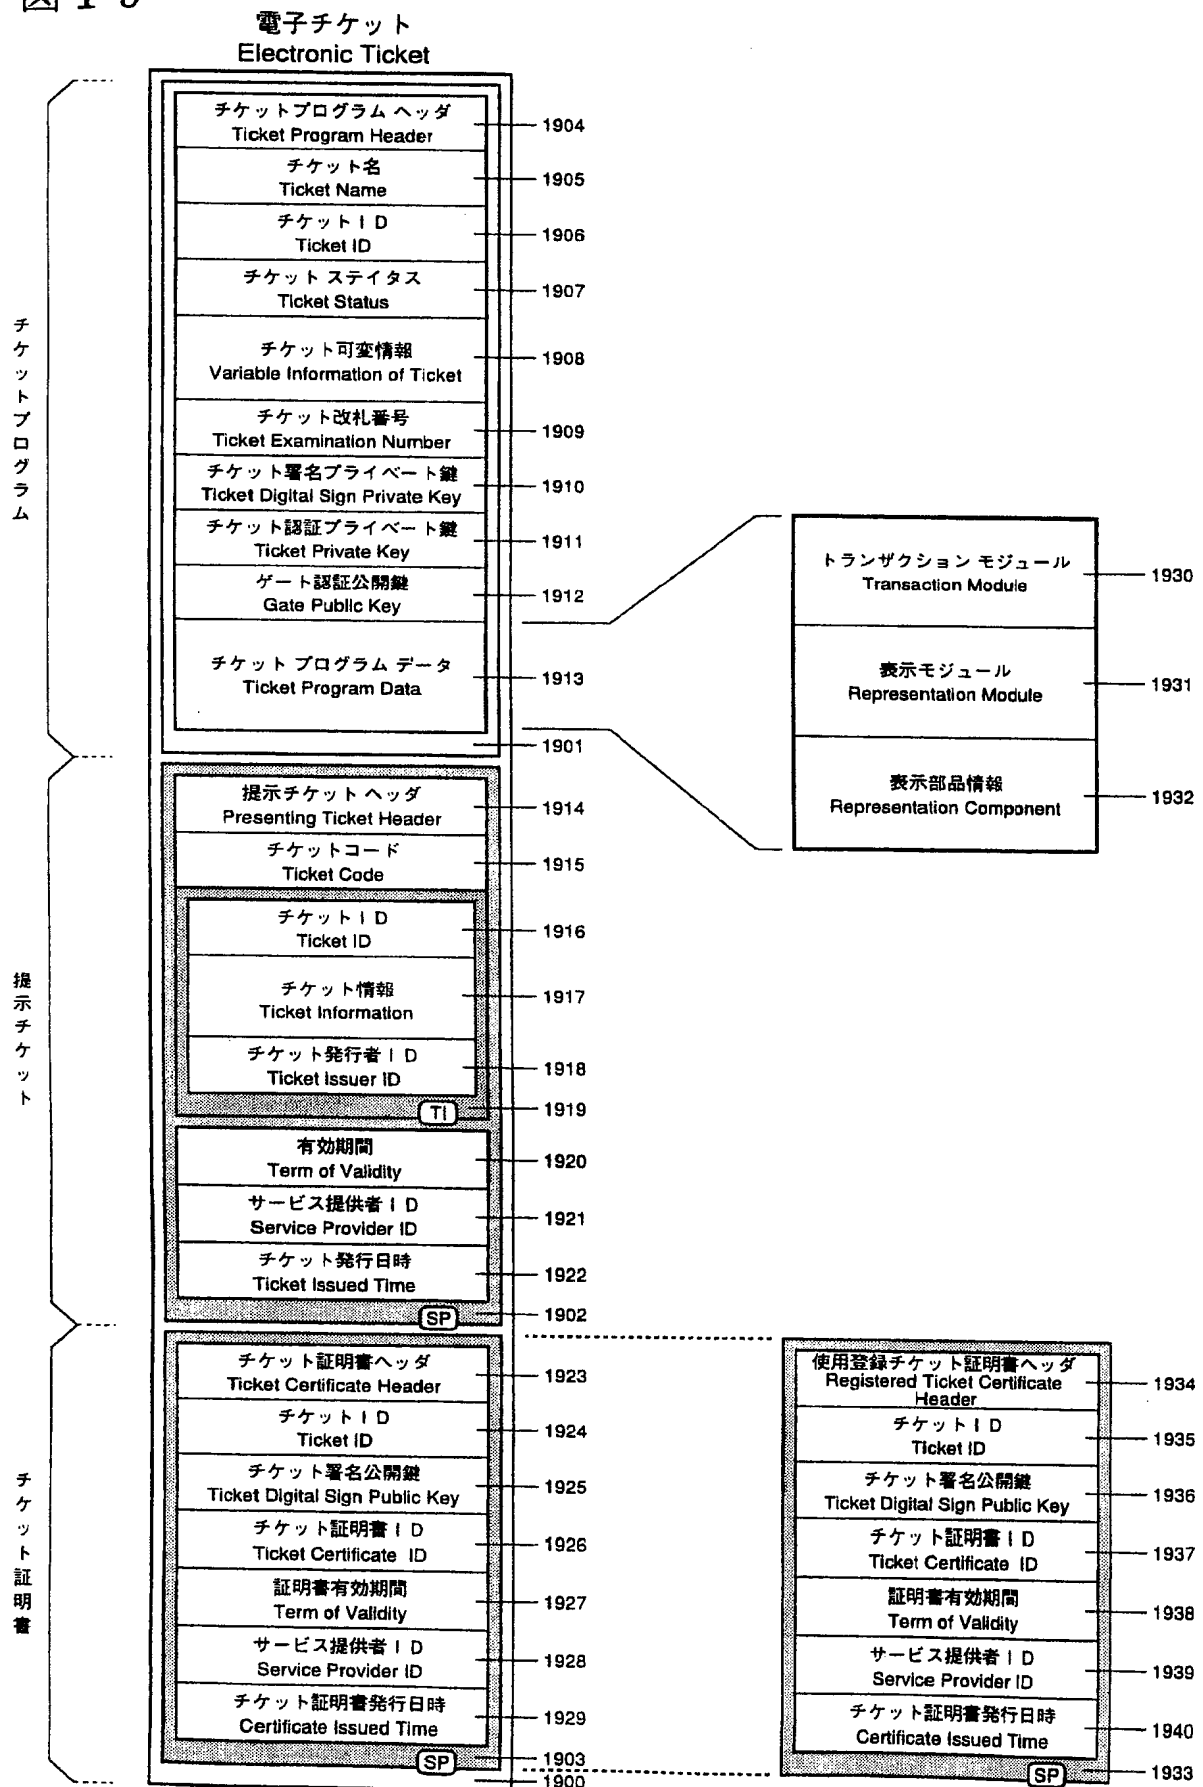 図19
電子チケット
Electronic Ticket
チケットプログラム
チケットプログラム ヘッダ
Ticket Program Header
1904
チケット名
Ticket Name
1905
チケットID
Ticket ID
1906
チケット ステイタス
Ticket Status
1907
チケット可変情報
Variable Information of Ticket
1908
チケット改札番号
Ticket Examination Number
1909
チケット署名プライベート鍵
Ticket Digital Sign Private Key
1910
チケット認証プライベート鍵
Ticket Private Key
1911
ゲート認証公開鍵
Gate Public Key
1912
チケット プログラム データ
Ticket Program Data
1913
1901
トランザクション モジュール
Transaction Module
1930
表示モジュール
Representation Module
1931
表示部品情報
Representation Component
1932
提示チケット
提示チケット ヘッダ
Presenting Ticket Header
1914
チケットコード
Ticket Code
1915
チケットID
Ticket ID
1916
チケット情報
Ticket Information
1917
チケット発行者ID
Ticket Issuer ID
1918
TI
1919
有効期間
Term of Validity
1920
サービス提供者ID
Service Provider ID
1921
チケット発行日時
Ticket Issued Time
1922
SP
1902
チケット証明書
チケット証明書ヘッダ
Ticket Certificate Header
1923
チケットID
Ticket ID
1924
チケット署名公開鍵
Ticket Digital Sign Public Key
1925
チケット証明書ID
Ticket Certificate ID
1926
証明書有効期間
Term of Validity
1927
サービス提供者ID
Service Provider ID
1928
チケット証明書発行日時
Certificate Issued Time
1929
SP
1903
1900
使用登録チケット証明書ヘッダ
Registered Ticket Certificate
Header
1934
チケットID
Ticket ID
1935
チケット署名公開鍵
Ticket Digital Sign Public Key
1936
チケット証明書ID
Ticket Certificate ID
1937
証明書有効期間
Term of Validity
1938
サービス提供者ID
Service Provider ID
1939
チケット証明書発行日時
Certificate Issued Time
1940
SP
1933